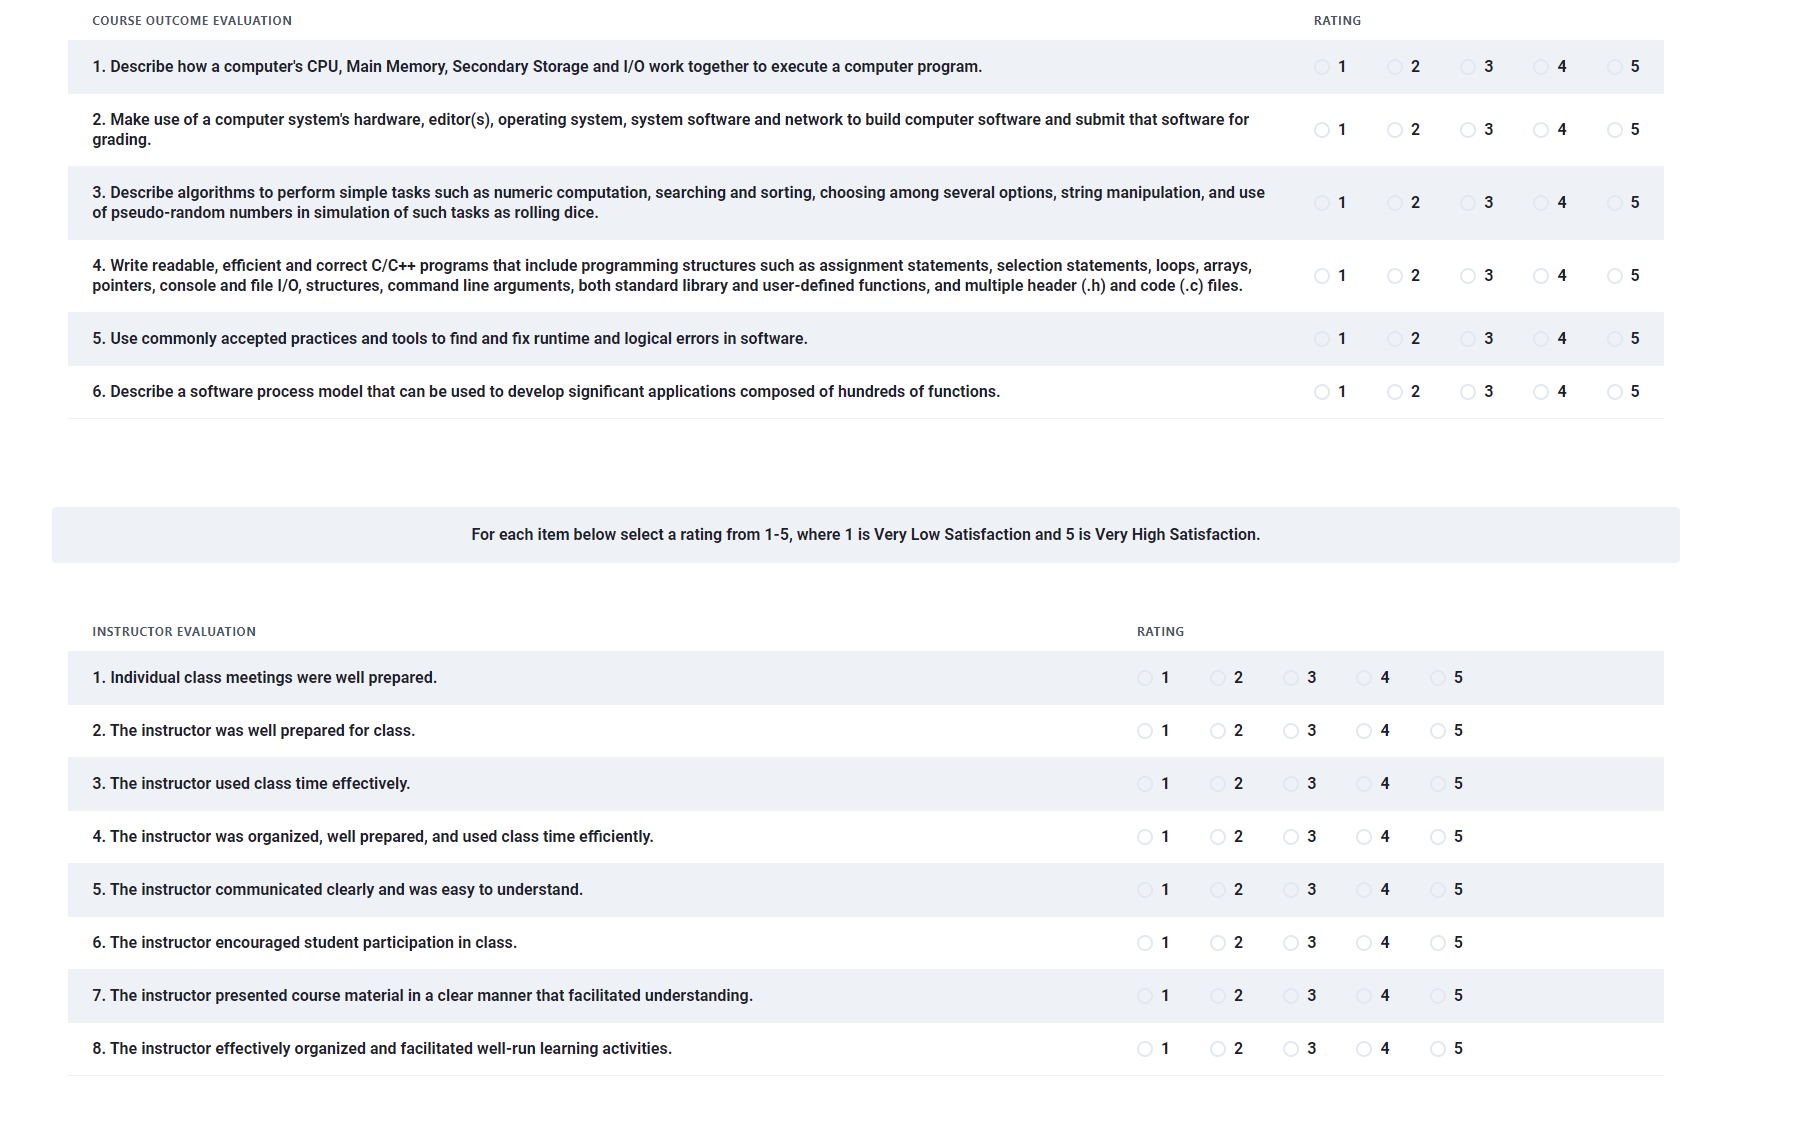 COURSE OUTCOME EVALUATION RATING
1. Describe how a computer's CPU, Main Memory, Secondary Storage and I/O work together to execute a computer program. 1 2 3 4 5
2. Make use of a computer system's hardware, editor(s), operating system, system software and network to build computer software and submit that software for
grading. 1 2 3 4 5
3. Describe algorithms to perform simple tasks such as numeric computation, searching and sorting, choosing among several options, string manipulation, and use
of pseudo-random numbers in simulation of such tasks as rolling dice. 1 2 3 4 5
4. Write readable, efficient and correct C/C++ programs that include programming structures such as assignment statements, selection statements, loops, arrays,
pointers, console and file I/O, structures, command line arguments, both standard library and user-defined functions, and multiple header (.h) and code (.c) files. 1 2 3 4 5
5. Use commonly accepted practices and tools to find and fix runtime and logical errors in software. 1 2 3 4 5
6. Describe a software process model that can be used to develop significant applications composed of hundreds of functions. 1 2 3 4 5
For each item below select a rating from 1-5, where 1 is Very Low Satisfaction and 5 is Very High Satisfaction.
INSTRUCTOR EVALUATION RATING
1. Individual class meetings were well prepared. 1 2 3 4 5
2. The instructor was well prepared for class. 1 2 3 4 5
3. The instructor used class time effectively. 1 2 3 4 5
4. The instructor was organized, well prepared, and used class time efficiently. 1 2 3 4 5
5. The instructor communicated clearly and was easy to understand. 1 2 3 4 5
6. The instructor encouraged student participation in class. 1 2 3 4 5
7. The instructor presented course material in a clear manner that facilitated understanding. 1 2 3 4 5
8. The instructor effectively organized and facilitated well-run learning activities. 1 2 3 4 5